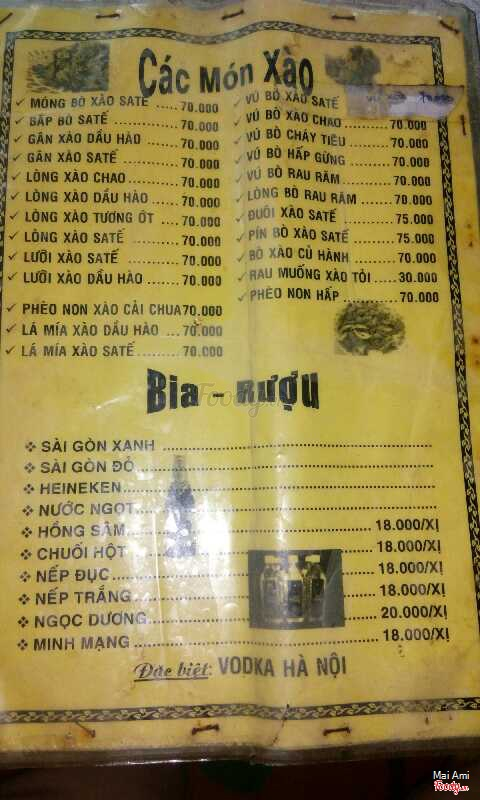 Các Món Xào
✓ MÓNG BÒ XÀO SATẾ .... 70.000
✓ GÂP BÒ SATẾ ........ 70.000
✓ GÂN XÀO DẦU HÀO .... 70.000
✓ GÂN XÀO SATẾ ........ 70.000
✓ LÒNG XÀO CHAO ........ 70.000
✓ LÒNG XÀO DẦU HÀO ..... 70.000
✓ LÒNG XÀO TƯƠNG ỚT ... 70.000
✓ LÒNG XÀO SATẾ ........ 70.000
✓ LƯỠI XÀO SATẾ ........ 70.000
✓ LƯỠI XÀO DẦU HÀO ..... 70.000
✓ PHÈO NON XÀO CẢI CHUA 70.000
✓ LÁ MÍA XÀO DẦU HÀO ... 70.000
✓ LÁ MÍA XÀO SATẾ ......... 70.000
✓ VÚ BÒ XÀO SATẾ
✓ VÚ BÒ XÀO CHAO ........ 70.000
✓ VÚ BÒ CHÁY TIÊU ....... 70.000
✓ VÚ BÒ HẤP GỪNG ....... 70.000
✓ VÚ BÒ RAU RĂM ......... 70.000
✓ LÒNG BÒ RAU RĂM ....... 70.000
✓ ĐUÔI XÀO SATẾ ......... 75.000
✓ PÍN BÒ XÀO SATẾ ....... 75.000
✓ BÒ XÀO CỦ HÀNH ........ 70.000
✓ RAU MUỐNG XÀO TỎI ..... 30.000
✓ PHÈO NON HẤP .......... 70.000
Bia - Rượu
❖ SÀI GÒN XANH ........................
❖ SÀI GÒN ĐỎ ........................
❖ HEINEKEN ........................
❖ NƯỚC NGỌT ........................
❖ HỒNG SÂM ........................ 18.000/XỊ
❖ CHUỐI HỘT ........................ 18.000/XỊ
❖ NẾP ĐỤC ........................ 18.000/XỊ
❖ NẾP TRẮNG ........................ 18.000/XỊ
❖ NGỌC DƯƠNG ........................ 20.000/XỊ
❖ MINH MẠNG ........................ 18.000/XỊ
Đặc biệt: VODKA HÀ NỘI
Foody
Mai Ami
Foody.vn